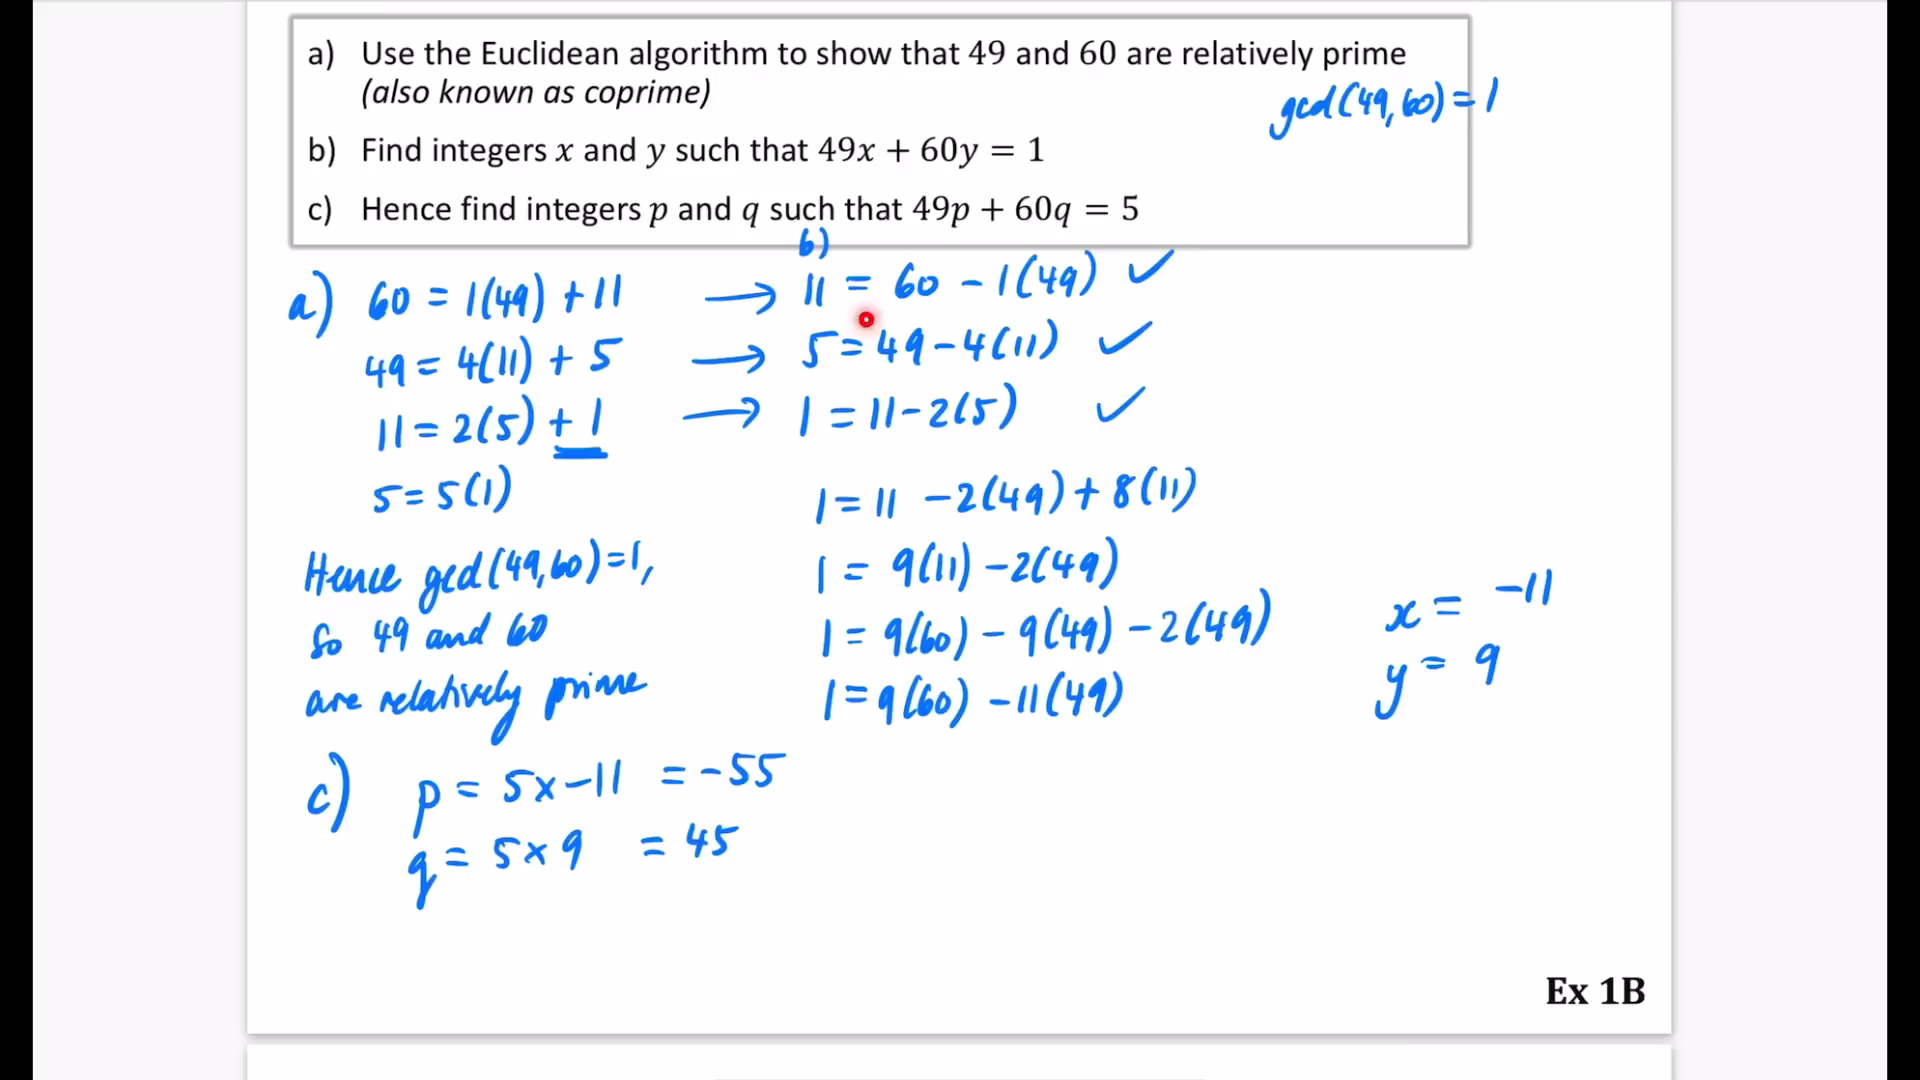 a) Use the Euclidean algorithm to show that 49 and 60 are relatively prime
(also known as coprime)
gcd(49,60)=1
b) Find integers x and y such that 49x + 60y = 1
c) Hence find integers p and q such that 49p + 60q = 5
a) 60 = 1(49) + 11
49 = 4(11) + 5
11 = 2(5) + 1
5 = 5(1)
Hence gcd(49,60)=1,
So 49 and 60
are relatively prime
b)
→ 11 = 60 - 1(49) ✓
→ 5 = 49 - 4(11) ✓
→ 1 = 11 - 2(5) ✓
1 = 11 - 2(49) + 8(11)
1 = 9(11) - 2(49)
1 = 9(60) - 9(49) - 2(49)
1 = 9(60) - 11(49)
x = -11
y = 9
c) p = 5x-11 = -55
q = 5x9 = 45
Ex 1B